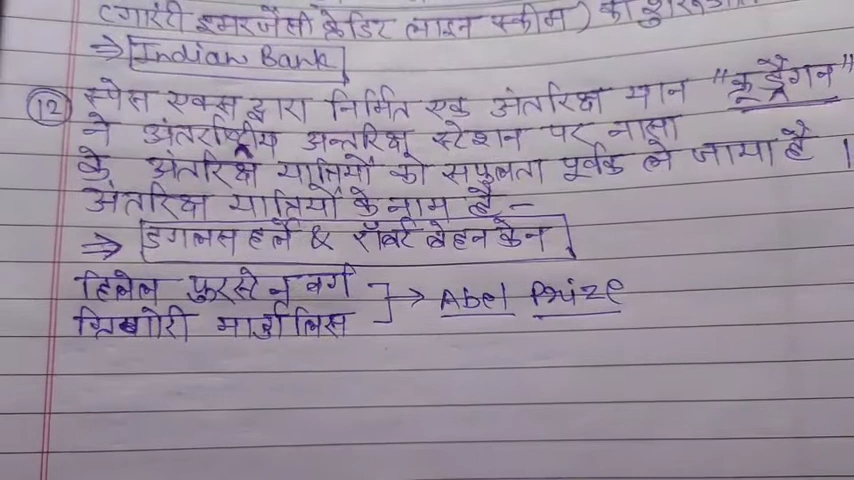 (गारंटी इमरजेंसी क्रेडिट लाइन स्कीम) की शुरूआत
⇒ Indian Bank
(12) स्पेस एक्स द्वारा निर्मित एक अंतरिक्ष यान "क्रू ड्रैगन"
ने अंतर्राष्ट्रीय अन्तरिक्ष स्टेशन पर नासा
के अंतरिक्ष यात्रियों को सफलता पूर्वक ले जाया है ।
अंतरिक्ष यात्रियों के नाम है:-
⇒ डगलस हर्ले & रॉबर्ट बेहनकेन
हिलेल फुरस्टेनबर्ग
ग्रिगोरी मार्गुलिस ] → Abel Prize